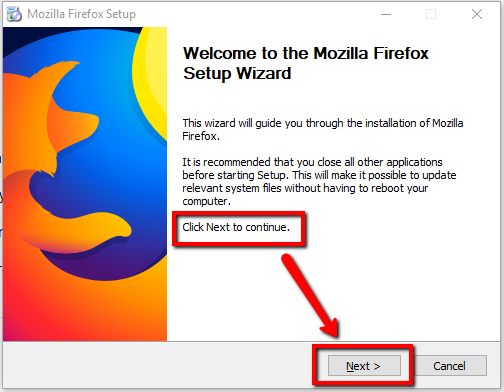 Mozilla Firefox Setup
Welcome to the Mozilla Firefox
Setup Wizard
This wizard will guide you through the installation of Mozilla
Firefox.
It is recommended that you close all other applications
before starting Setup. This will make it possible to update
relevant system files without having to reboot your
computer.
Click Next to continue.
Next >
Cancel